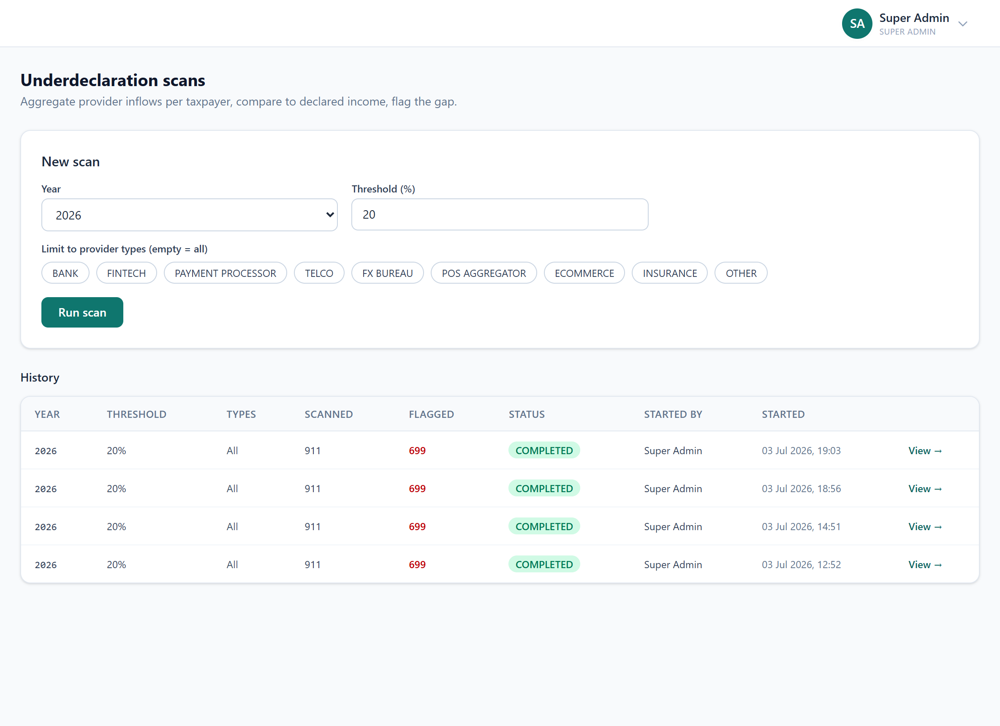 SA
Super Admin
SUPER ADMIN
Underdeclaration scans
Aggregate provider inflows per taxpayer, compare to declared income, flag the gap.
New scan
Year Threshold (%)
2026 20
Limit to provider types (empty = all)
BANK FINTECH PAYMENT PROCESSOR TELCO FX BUREAU POS AGGREGATOR ECOMMERCE INSURANCE OTHER
Run scan
History
YEAR THRESHOLD TYPES SCANNED FLAGGED STATUS STARTED BY STARTED
2026 20% All 911 699 COMPLETED Super Admin 03 Jul 2026, 19:03 View →
2026 20% All 911 699 COMPLETED Super Admin 03 Jul 2026, 18:56 View →
2026 20% All 911 699 COMPLETED Super Admin 03 Jul 2026, 14:51 View →
2026 20% All 911 699 COMPLETED Super Admin 03 Jul 2026, 12:52 View →